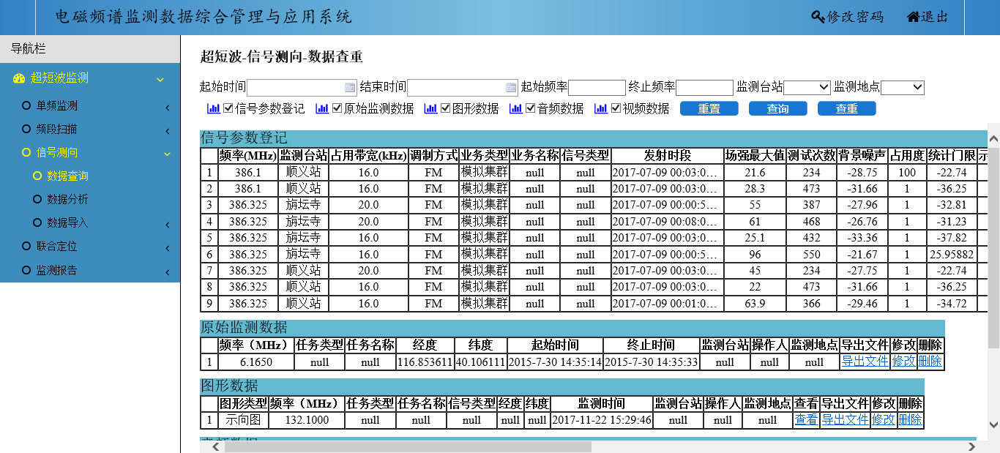 电磁频谱监测数据综合管理与应用系统 修改密码 退出
导航栏
超短波监测
单频监测
频段扫描
信号测向
数据查询
数据分析
数据导入
联合定位
监测报告
超短波-信号测向-数据查重
起始时间 结束时间 起始频率 终止频率 监测台站 监测地点
信号参数登记 原始监测数据 图形数据 音频数据 视频数据 重置 查询 查重
信号参数登记
频率(MHz) 监测台站 占用带宽(kHz) 调制方式 业务类型 业务名称 信号类型 发射时段 场强最大值 测试次数 背景噪声 占用度 统计门限
1 386.1 顺义站 16.0 FM 模拟集群 null null 2017-07-09 00:03:0… 21.6 234 -28.75 100 -22.74
2 386.1 顺义站 16.0 FM 模拟集群 null null 2017-07-09 00:03:0… 28.3 473 -31.66 1 -36.25
3 386.325 旃坛寺 20.0 FM 模拟集群 null null 2017-07-09 00:00:5… 55 387 -27.96 1 -32.81
4 386.325 旃坛寺 20.0 FM 模拟集群 null null 2017-07-09 00:08:0… 61 468 -26.76 1 -31.23
5 386.325 旃坛寺 16.0 FM 模拟集群 null null 2017-07-09 00:03:0… 25.1 432 -33.36 1 -37.82
6 386.325 旃坛寺 16.0 FM 模拟集群 null null 2017-07-09 00:00:5… 96 550 -21.67 1 25.95882
7 386.325 顺义站 20.0 FM 模拟集群 null null 2017-07-09 00:03:0… 45 234 -27.75 1 -22.74
8 386.325 顺义站 16.0 FM 模拟集群 null null 2017-07-09 00:03:0… 22 473 -31.66 1 -36.25
9 386.325 顺义站 16.0 FM 模拟集群 null null 2017-07-09 00:01:0… 63.9 366 -29.46 1 -34.72
原始监测数据
频率（MHz） 任务类型 任务名称 经度 纬度 起始时间 终止时间 监测台站 操作人 监测地点 导出文件 修改 删除
1 6.1650 null null 116.853611 40.106111 2015-7-30 14:35:14 2015-7-30 14:35:33 null null null 导出文件 修改 删除
图形数据
图形类型 频率（MHz） 任务类型 任务名称 信号类型 经度 纬度 监测时间 监测台站 操作人 监测地点 查看 导出文件 修改 删除
1 示向图 132.1000 null null null null null 2017-11-22 15:29:46 null null null 查看 导出文件 修改 删除